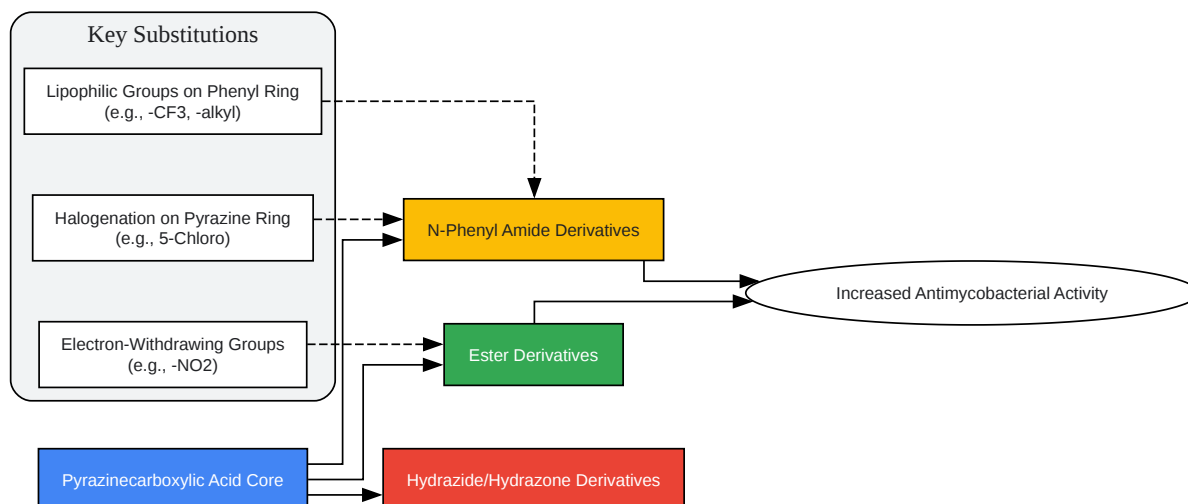 Key Substitutions
Lipophilic Groups on Phenyl Ring
(e.g., -CF3, -alkyl)
Halogenation on Pyrazine Ring
(e.g., 5-Chloro)
N-Phenyl Amide Derivatives
Increased Antimycobacterial Activity
Electron-Withdrawing Groups
(e.g., -NO2)
Ester Derivatives
Pyrazinecarboxylic Acid Core
Hydrazide/Hydrazone Derivatives